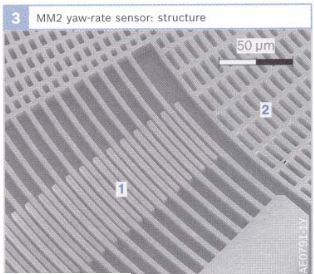 3 MM2 yaw-rate sensor: structure
50 µm
2
1
AE0791-1Y